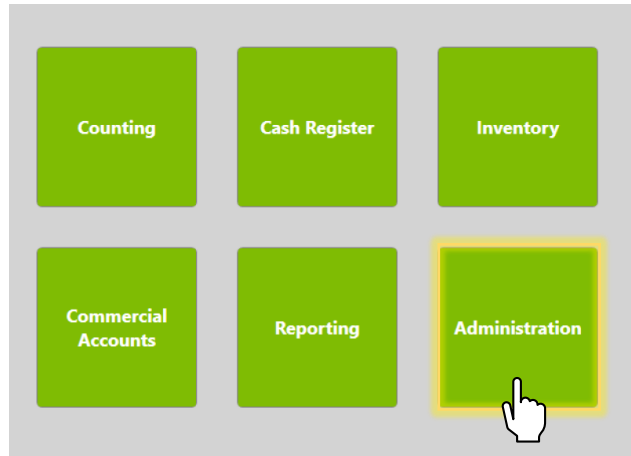 Counting
Cash Register
Inventory
Commercial
Accounts
Reporting
Administration